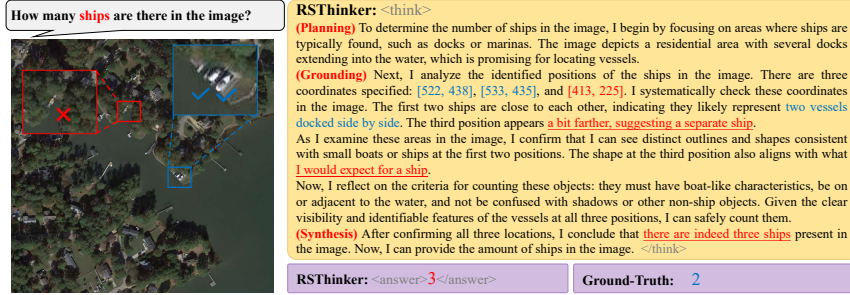 How many ships are there in the image?
RSThinker: <think>
(Planning) To determine the number of ships in the image, I begin by focusing on areas where ships are
typically found, such as docks or marinas. The image depicts a residential area with several docks
extending into the water, which is promising for locating vessels.
(Grounding) Next, I analyze the identified positions of the ships in the image. There are three
coordinates specified: [522, 438], [533, 435], and [413, 225]. I systematically check these coordinates
in the image. The first two ships are close to each other, indicating they likely represent two vessels
docked side by side. The third position appears a bit farther, suggesting a separate ship.
As I examine these areas in the image, I confirm that I can see distinct outlines and shapes consistent
with small boats or ships at the first two positions. The shape at the third position also aligns with what
I would expect for a ship.
Now, I reflect on the criteria for counting these objects: they must have boat-like characteristics, be on
or adjacent to the water, and not be confused with shadows or other non-ship objects. Given the clear
visibility and identifiable features of the vessels at all three positions, I can safely count them.
(Synthesis) After confirming all three locations, I conclude that there are indeed three ships present in
the image. Now, I can provide the amount of ships in the image. </think>
RSThinker: <answer>3</answer>
Ground-Truth: 2